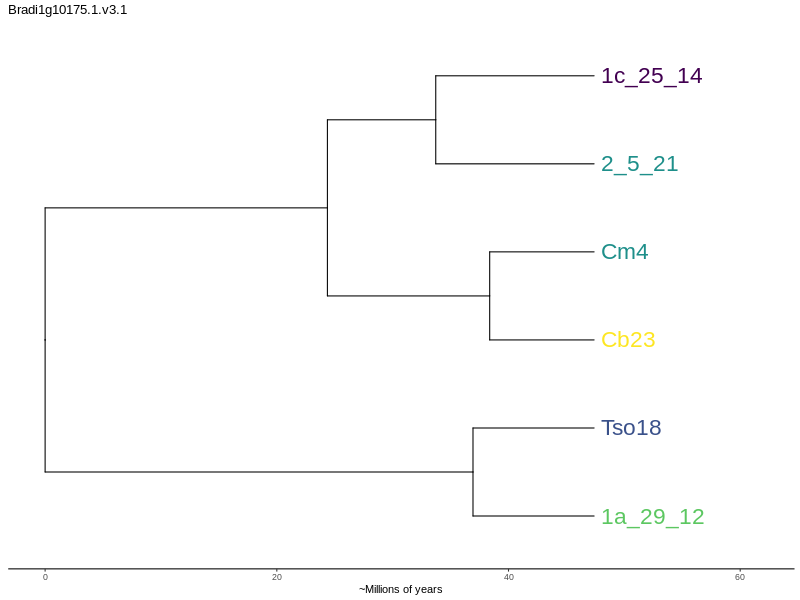 Bradi1g10175.1.v3.1
1c_25_14
2_5_21
Cm4
Cb23
Tso18
1a_29_12
0 20 40 60
~Millions of years